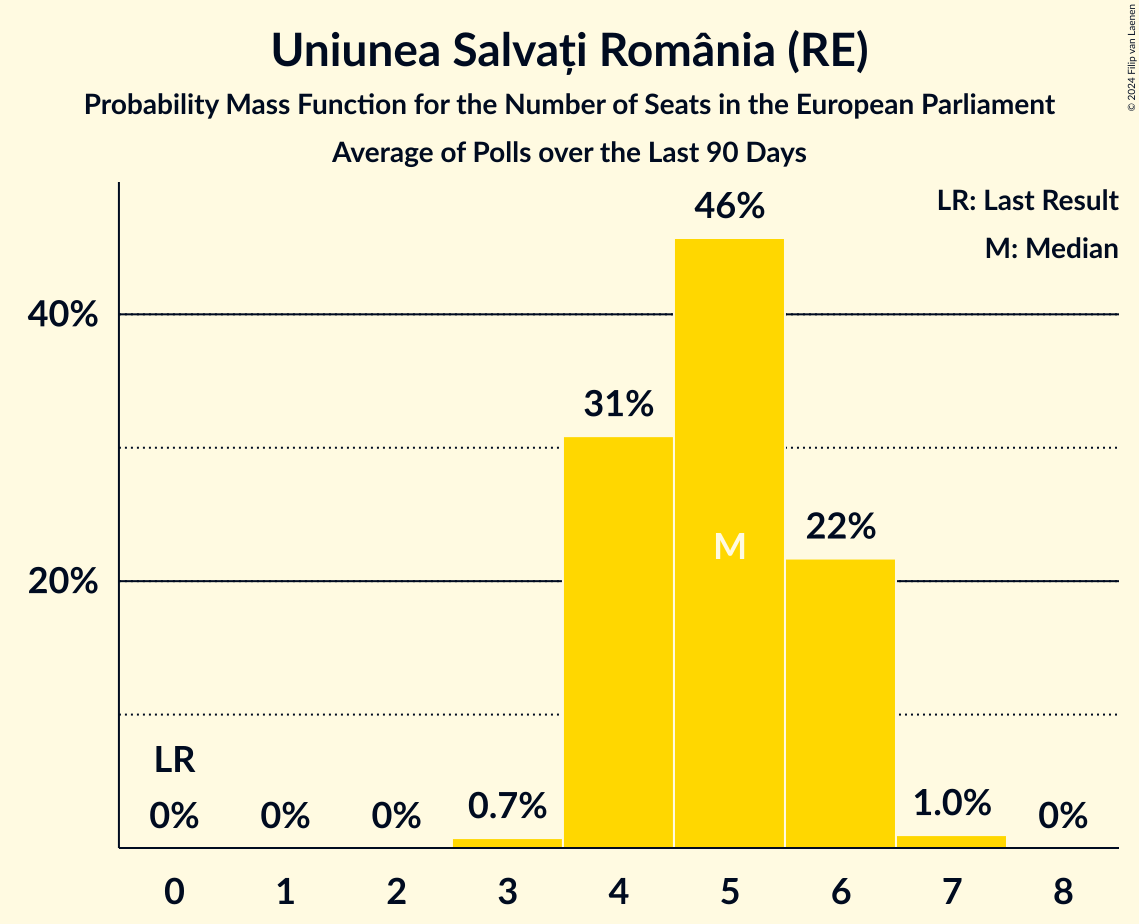 Uniunea Salvați România (RE)
Probability Mass Function for the Number of Seats in the European Parliament
Average of Polls over the Last 90 Days
© 2024 Filip van Laenen
LR: Last Result
M: Median
40%
20%
LR
0%
0%
0%
0.7%
31%
46%
M
22%
1.0%
0%
0 1 2 3 4 5 6 7 8